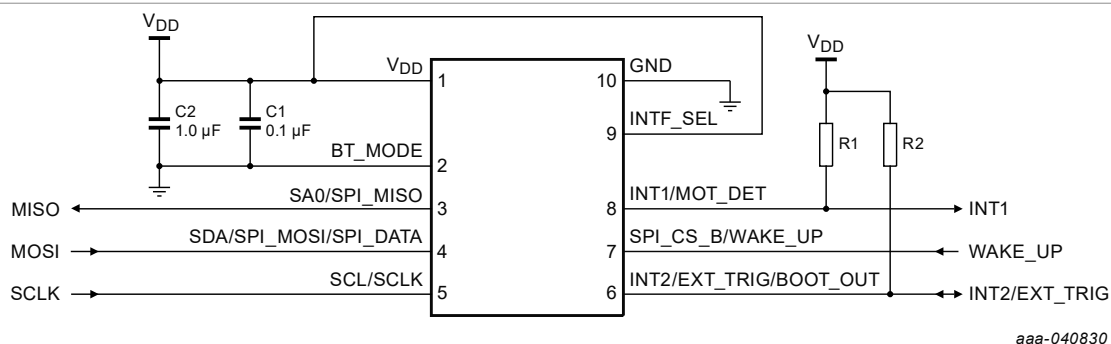 VDD
VDD
C2
1.0 µF
C1
0.1 µF
VDD
1
BT_MODE
2
SA0/SPI_MISO
3
SDA/SPI_MOSI/SPI_DATA
4
SCL/SCLK
5
MISO
MOSI
SCLK
10
GND
INTF_SEL
9
R1
R2
INT1/MOT_DET
8
INT1
SPI_CS_B/WAKE_UP
7
WAKE_UP
INT2/EXT_TRIG/BOOT_OUT
6
INT2/EXT_TRIG
aaa-040830